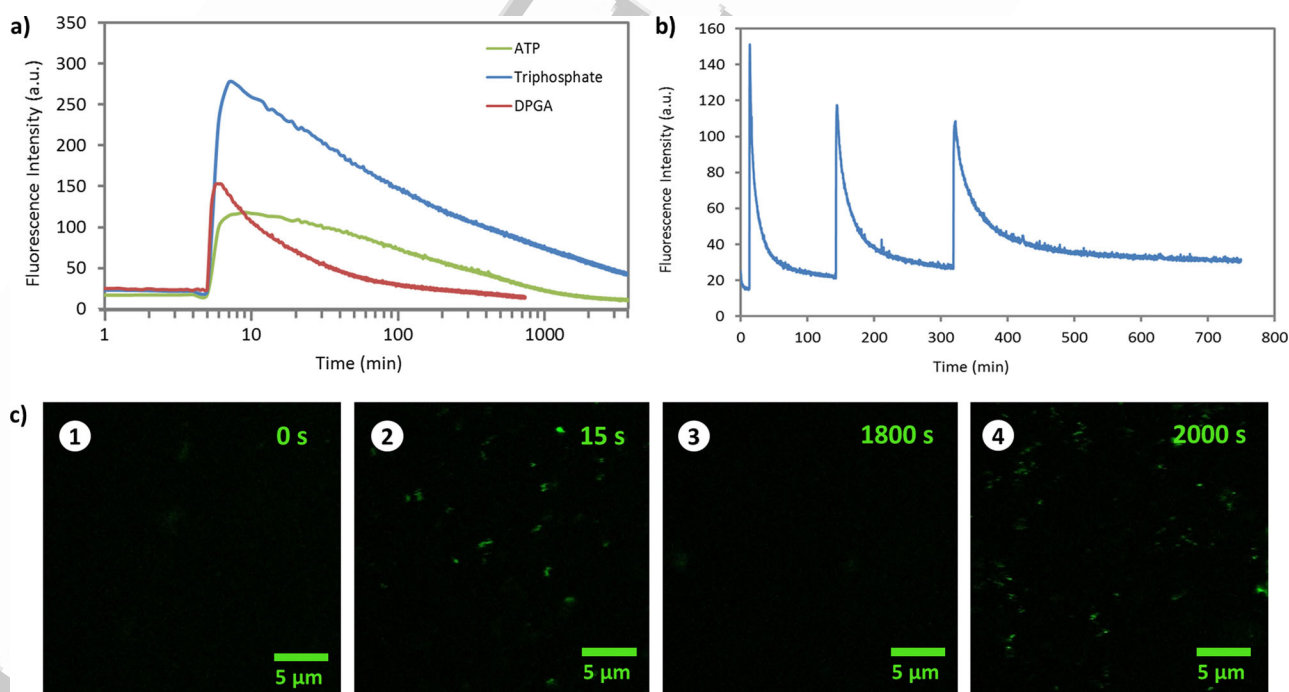 a)
350
300
250
200
150
100
50
0
1 10 100 1000
Fluorescence Intensity (a.u.)
Time (min)
ATP
Triphosphate
DPGA
b)
160
140
120
100
80
60
40
20
0
0 100 200 300 400 500 600 700 800
Fluorescence Intensity (a.u.)
Time (min)
c)
1 0 s
5 µm
2 15 s
5 µm
3 1800 s
5 µm
4 2000 s
5 µm